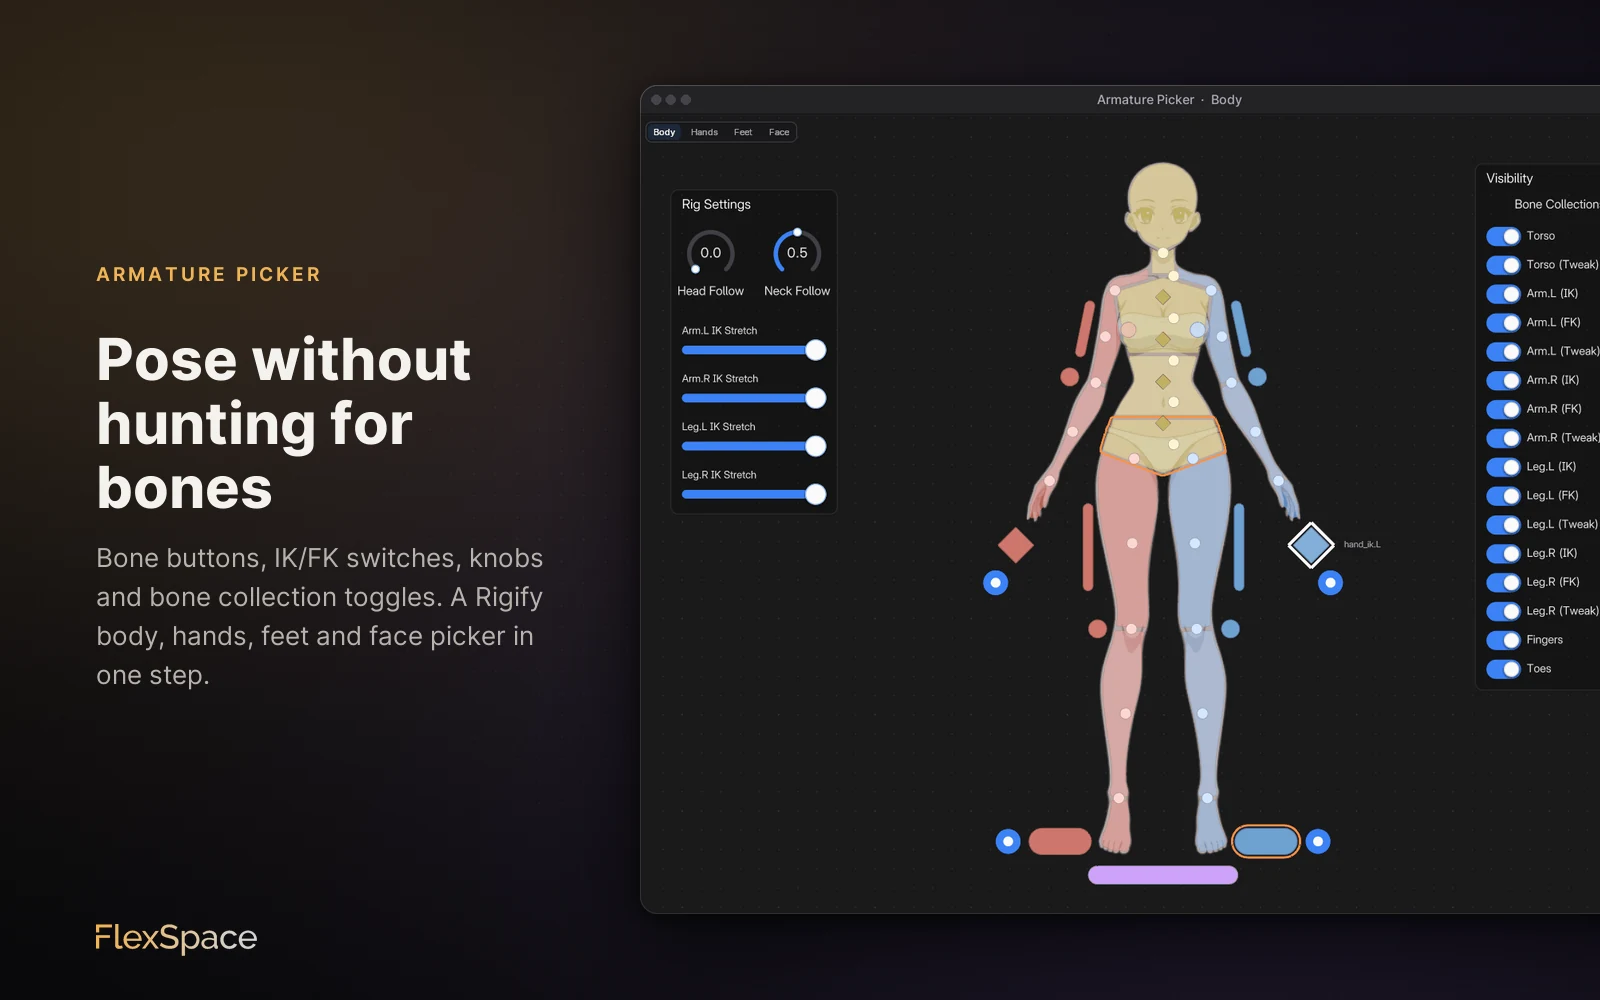 ARMATURE PICKER
Pose without
hunting for
bones
Bone buttons, IK/FK switches, knobs
and bone collection toggles. A Rigify
body, hands, feet and face picker in
one step.
FlexSpace
Armature Picker · Body
Body Hands Feet Face
Rig Settings
0.0 0.5
Head Follow Neck Follow
Arm.L IK Stretch
Arm.R IK Stretch
Leg.L IK Stretch
Leg.R IK Stretch
hand_ik.L
Visibility
Bone Collection
Torso
Torso (Tweak)
Arm.L (IK)
Arm.L (FK)
Arm.L (Tweak)
Arm.R (IK)
Arm.R (FK)
Arm.R (Tweak)
Leg.L (IK)
Leg.L (FK)
Leg.L (Tweak)
Leg.R (IK)
Leg.R (FK)
Leg.R (Tweak)
Fingers
Toes